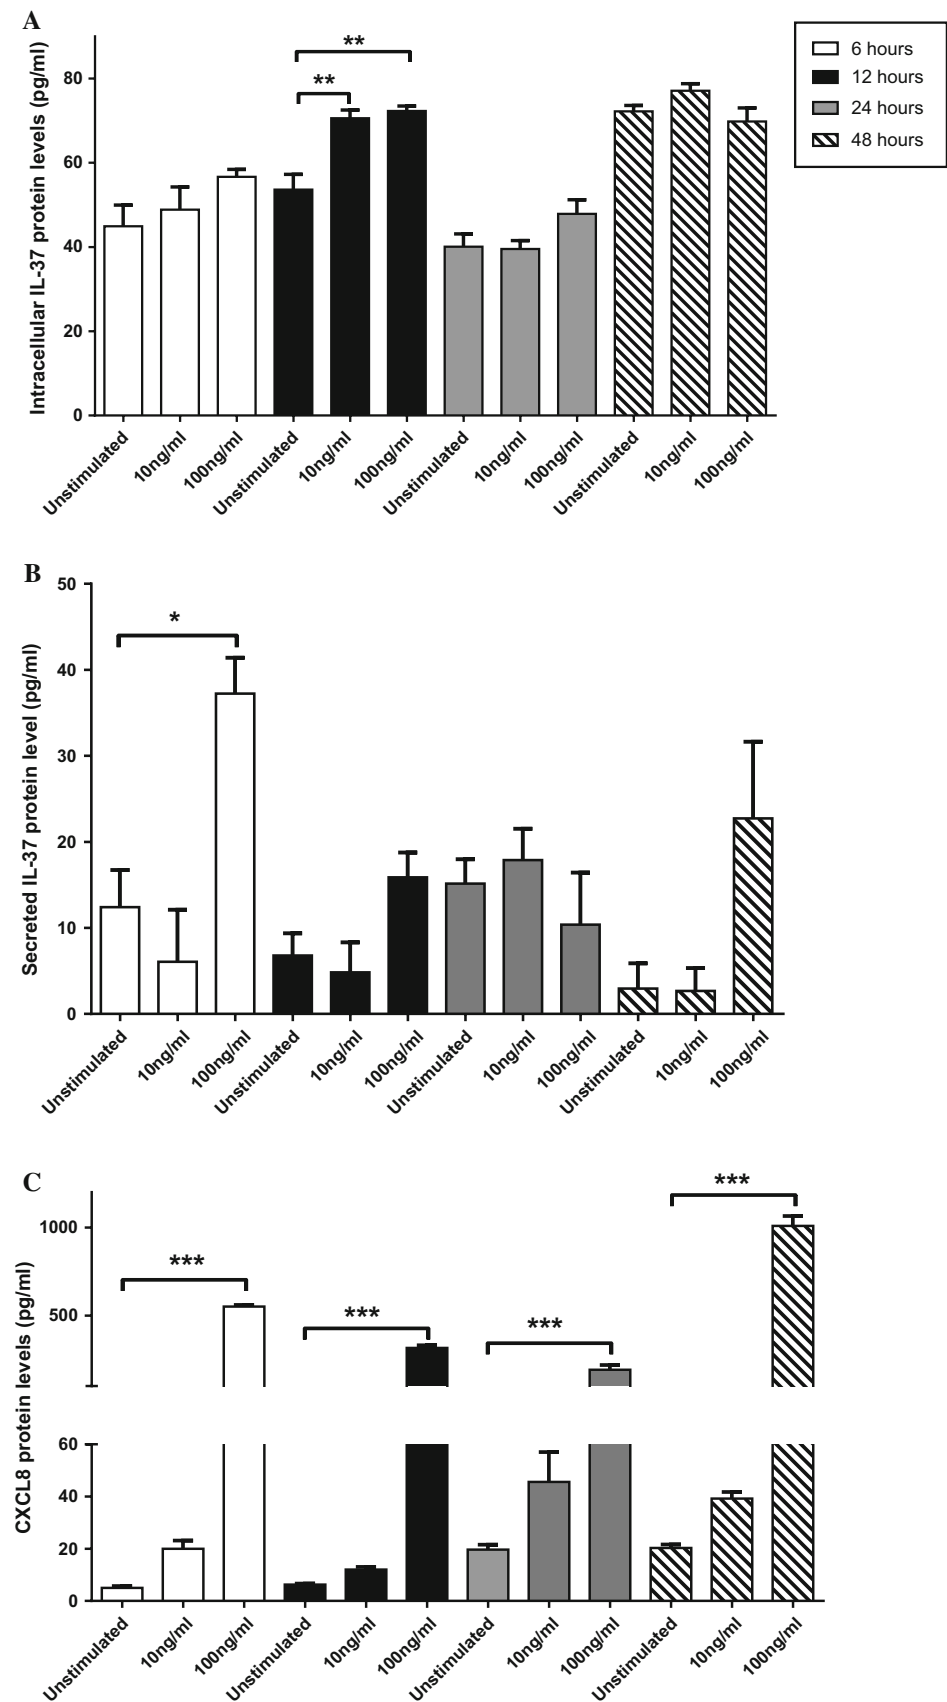 A
Intracellular IL-37 protein levels (pg/ml)
80
60
40
20
0
**
**
Unstimulated
10ng/ml
100ng/ml
Unstimulated
10ng/ml
100ng/ml
Unstimulated
10ng/ml
100ng/ml
Unstimulated
10ng/ml
100ng/ml
6 hours
12 hours
24 hours
48 hours
B
Secreted IL-37 protein level (pg/ml)
50
40
30
20
10
0
*
Unstimulated
10ng/ml
100ng/ml
Unstimulated
10ng/ml
100ng/ml
Unstimulated
10ng/ml
100ng/ml
Unstimulated
10ng/ml
100ng/ml
C
CXCL8 protein levels (pg/ml)
1000
500
60
40
20
0
***
***
***
***
Unstimulated
10ng/ml
100ng/ml
Unstimulated
10ng/ml
100ng/ml
Unstimulated
10ng/ml
100ng/ml
Unstimulated
10ng/ml
100ng/ml